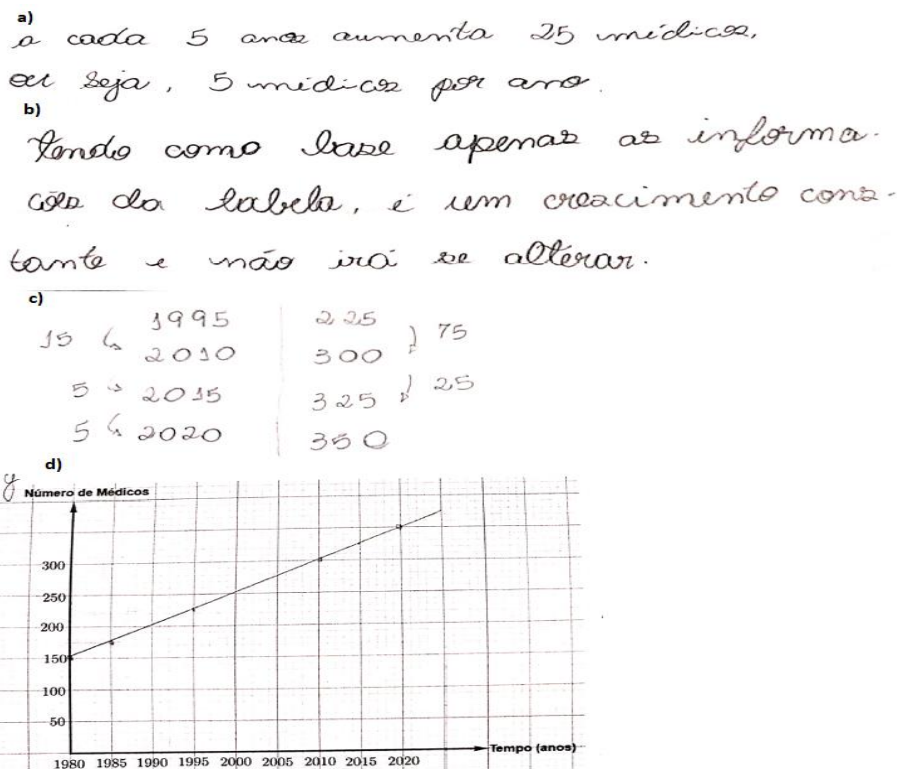 a)
a cada 5 anos aumenta 25 médicos,
ou seja, 5 médicos por ano.
b)
Tendo como base apenas as informa-
ções da tabela, é um crescimento cons-
tante e não irá se alterar.
c)
1995 225
15 75
2010 300
5 2015 325 25
5 2020 350
d)
y Número de Médicos
300
250
200
150
100
50
Tempo (anos)
1980 1985 1990 1995 2000 2005 2010 2015 2020